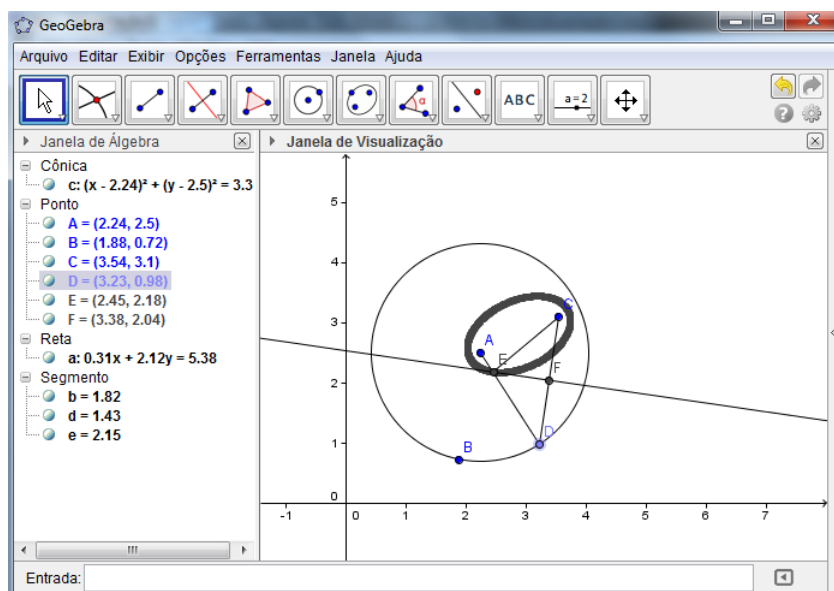 GeoGebra
Arquivo Editar Exibir Opções Ferramentas Janela Ajuda
ABC
a=2
α
Janela de Álgebra
Janela de Visualização
Cônica
c: (x - 2.24)² + (y - 2.5)² = 3.3
Ponto
A = (2.24, 2.5)
B = (1.88, 0.72)
C = (3.54, 3.1)
D = (3.23, 0.98)
E = (2.45, 2.18)
F = (3.38, 2.04)
Reta
a: 0.31x + 2.12y = 5.38
Segmento
b = 1.82
d = 1.43
e = 2.15
5
4
3
2
1
0
-1 0 1 2 3 4 5 6 7
A
B
C
D
E
F
Entrada: